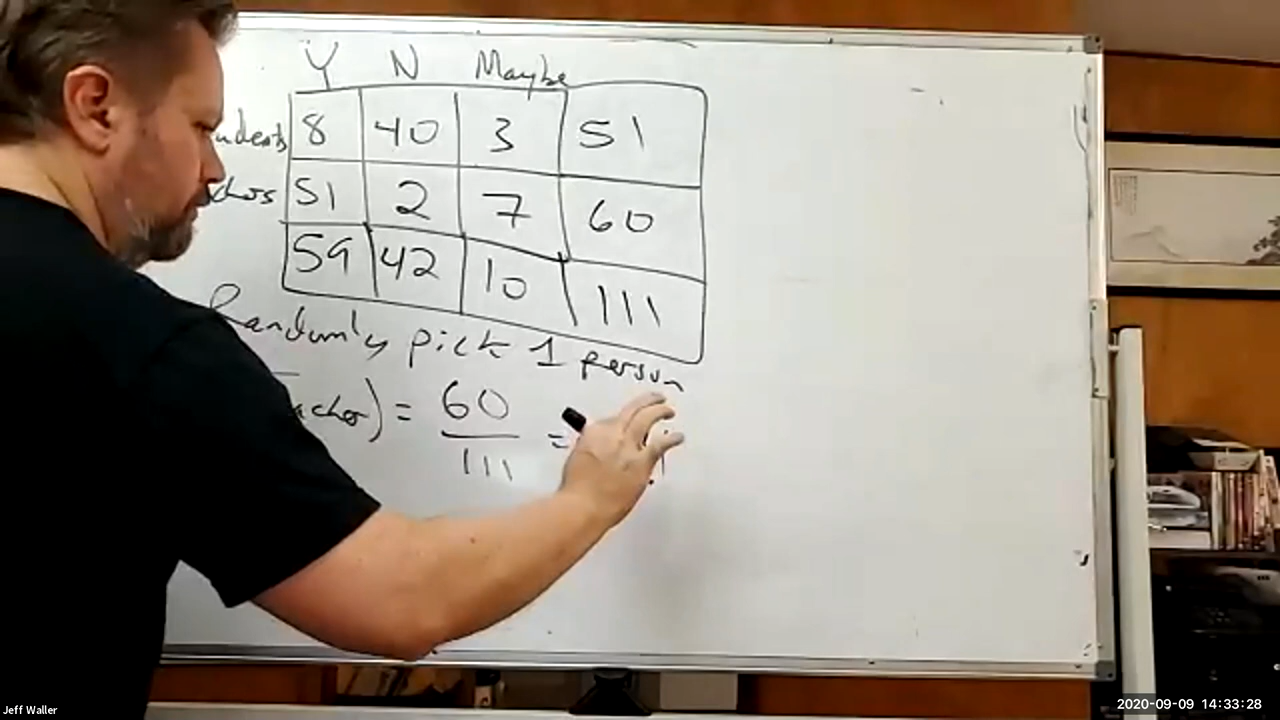 Y N Maybe
8 40 3 51
51 2 7 60
59 42 10 111
Randomly pick 1 person
) = 60
111 =
Jeff Waller
2020-09-09 14:33:28